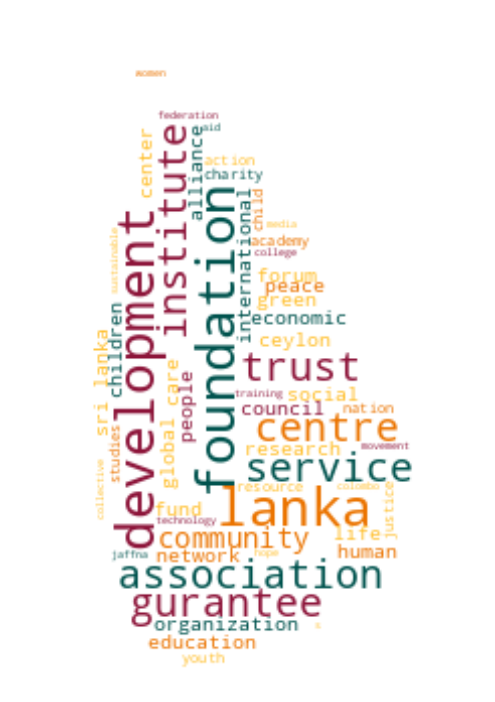 women
federation
aid
institute
alliance
center
action
charity
foundation
international
child
media
academy
college
development
sustainable
forum
peace
green
economic
children
ceylon
sri lanka
trust
care
people
training
social
council
nation
centre
global
studies
research
movement
service
collective
resource
colombo
lanka
justice
fund
technology
community
life
human
jaffna
network
hope
association
gurantee
organization
s
education
youth